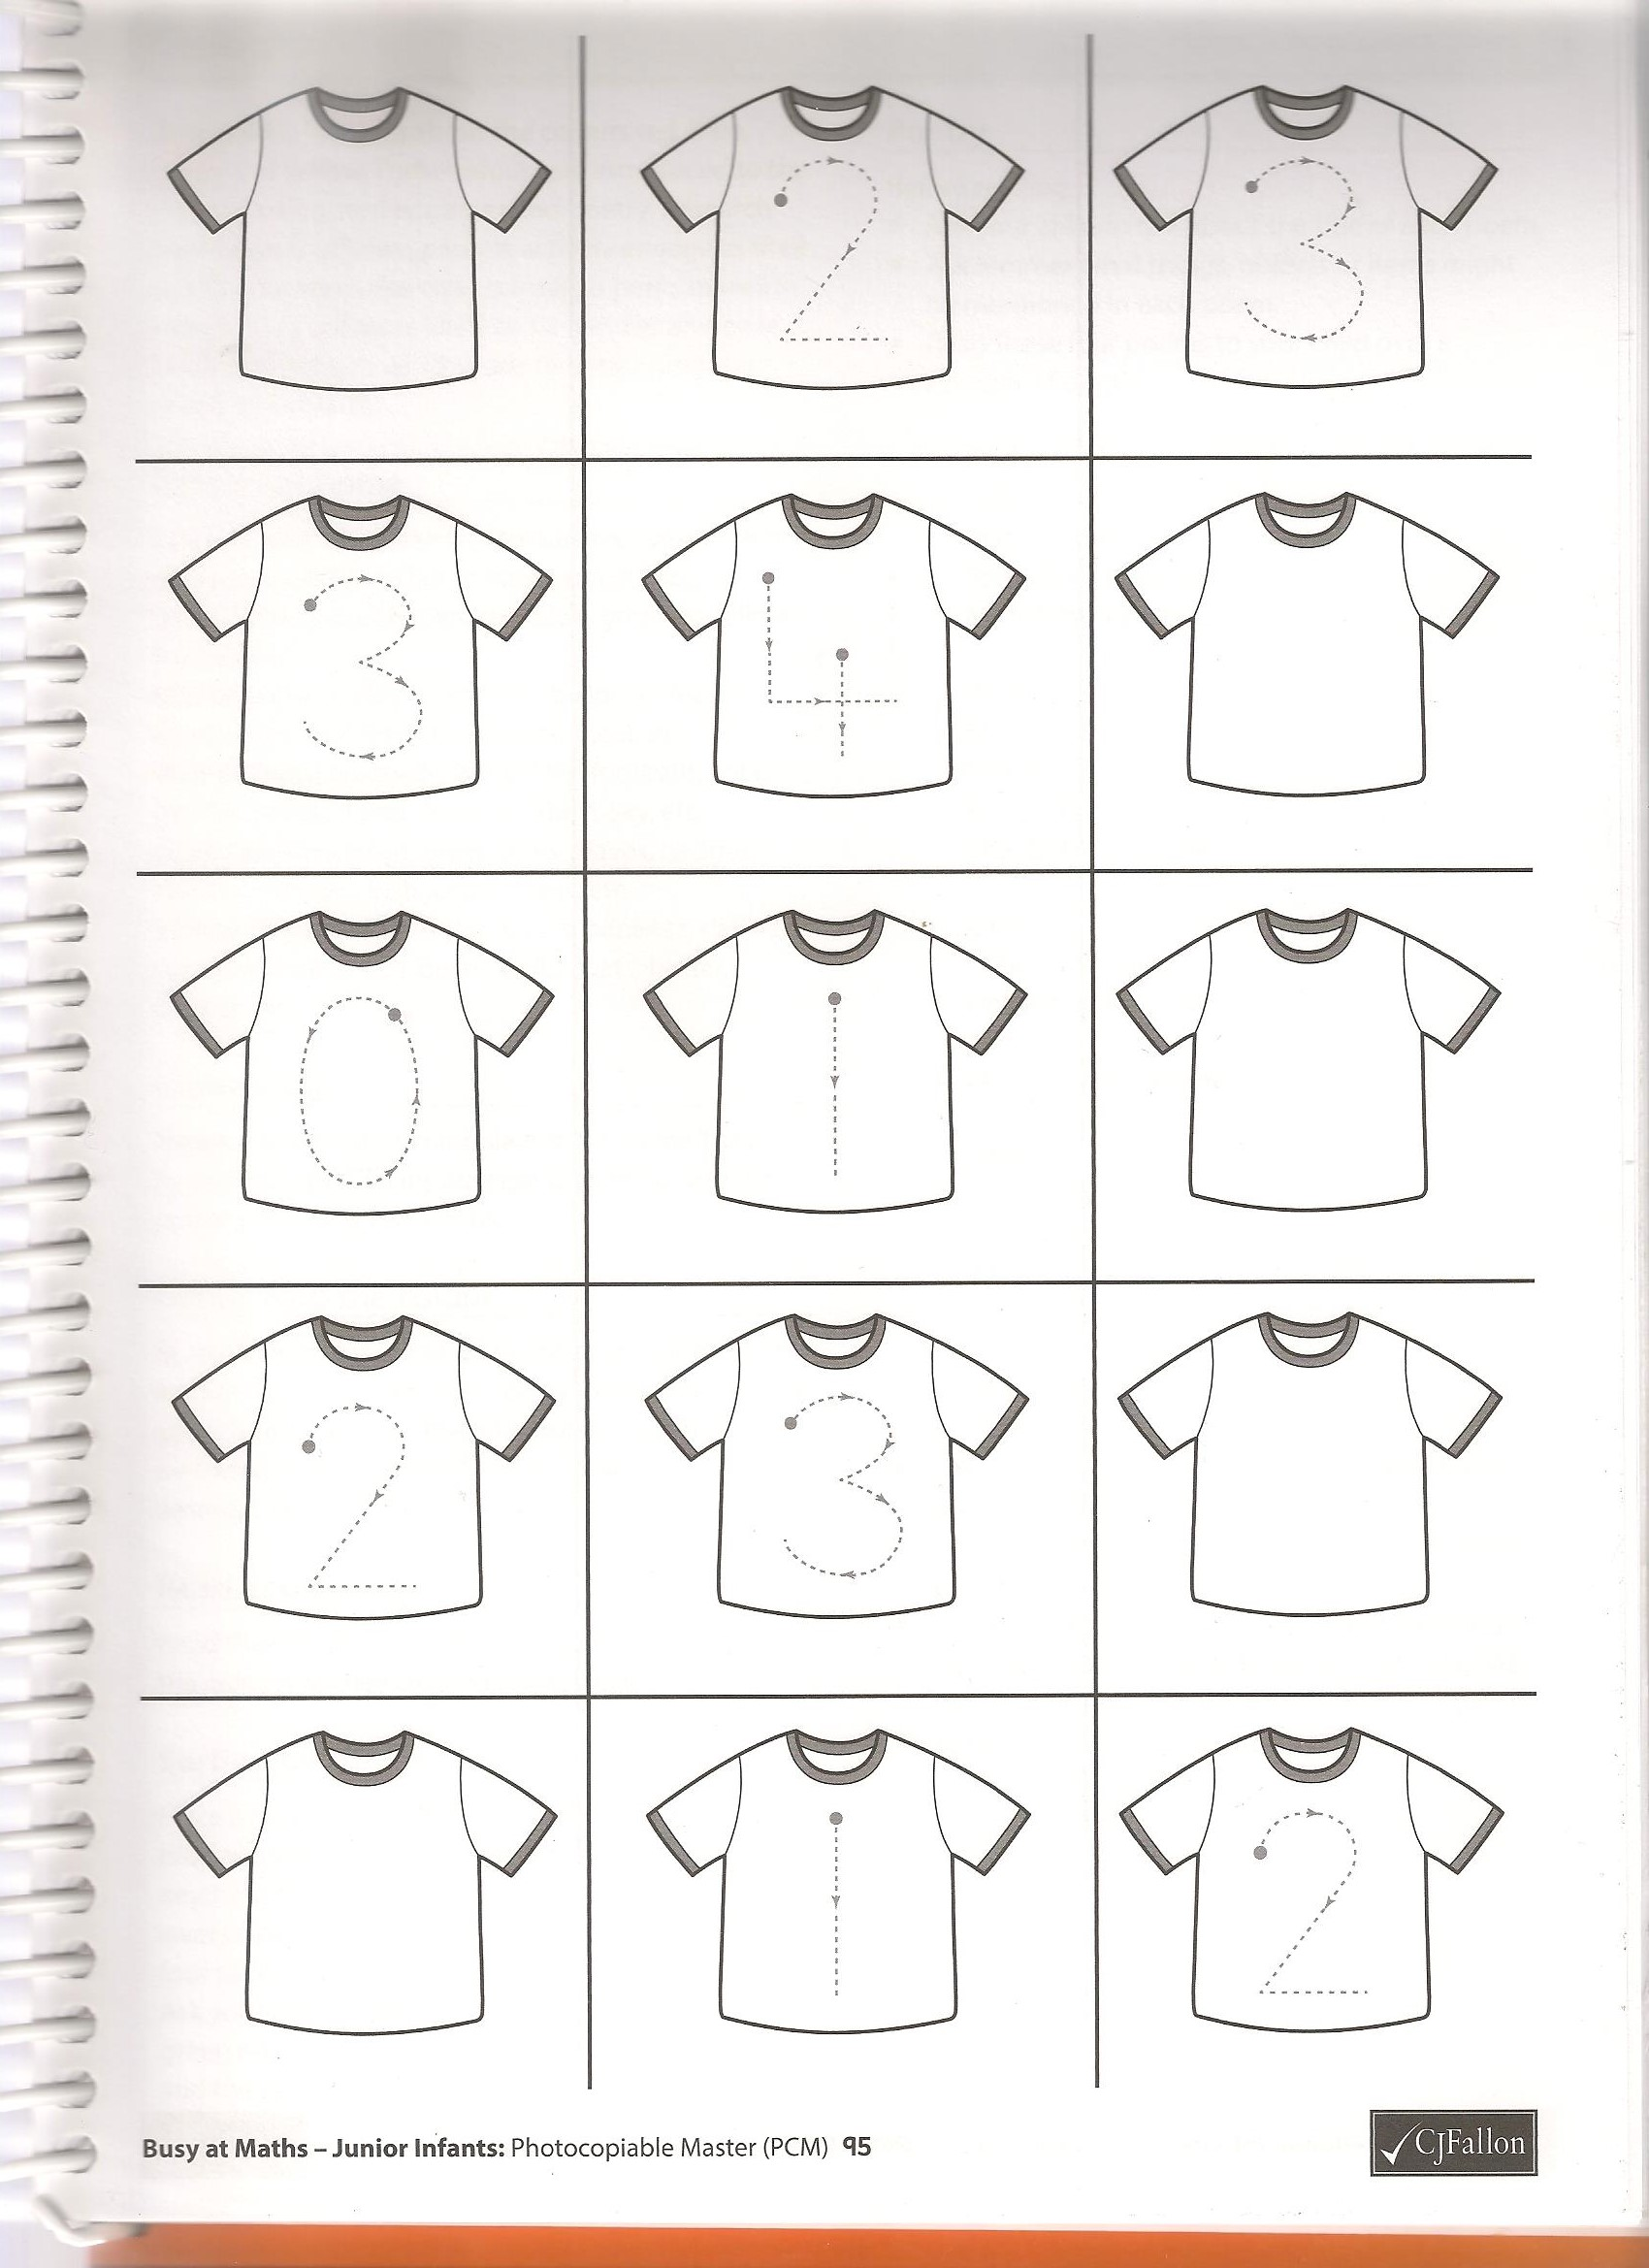 2 3
3 4
0 1
2 3
1 2
Busy at Maths – Junior Infants: Photocopiable Master (PCM) 95
CJFallon